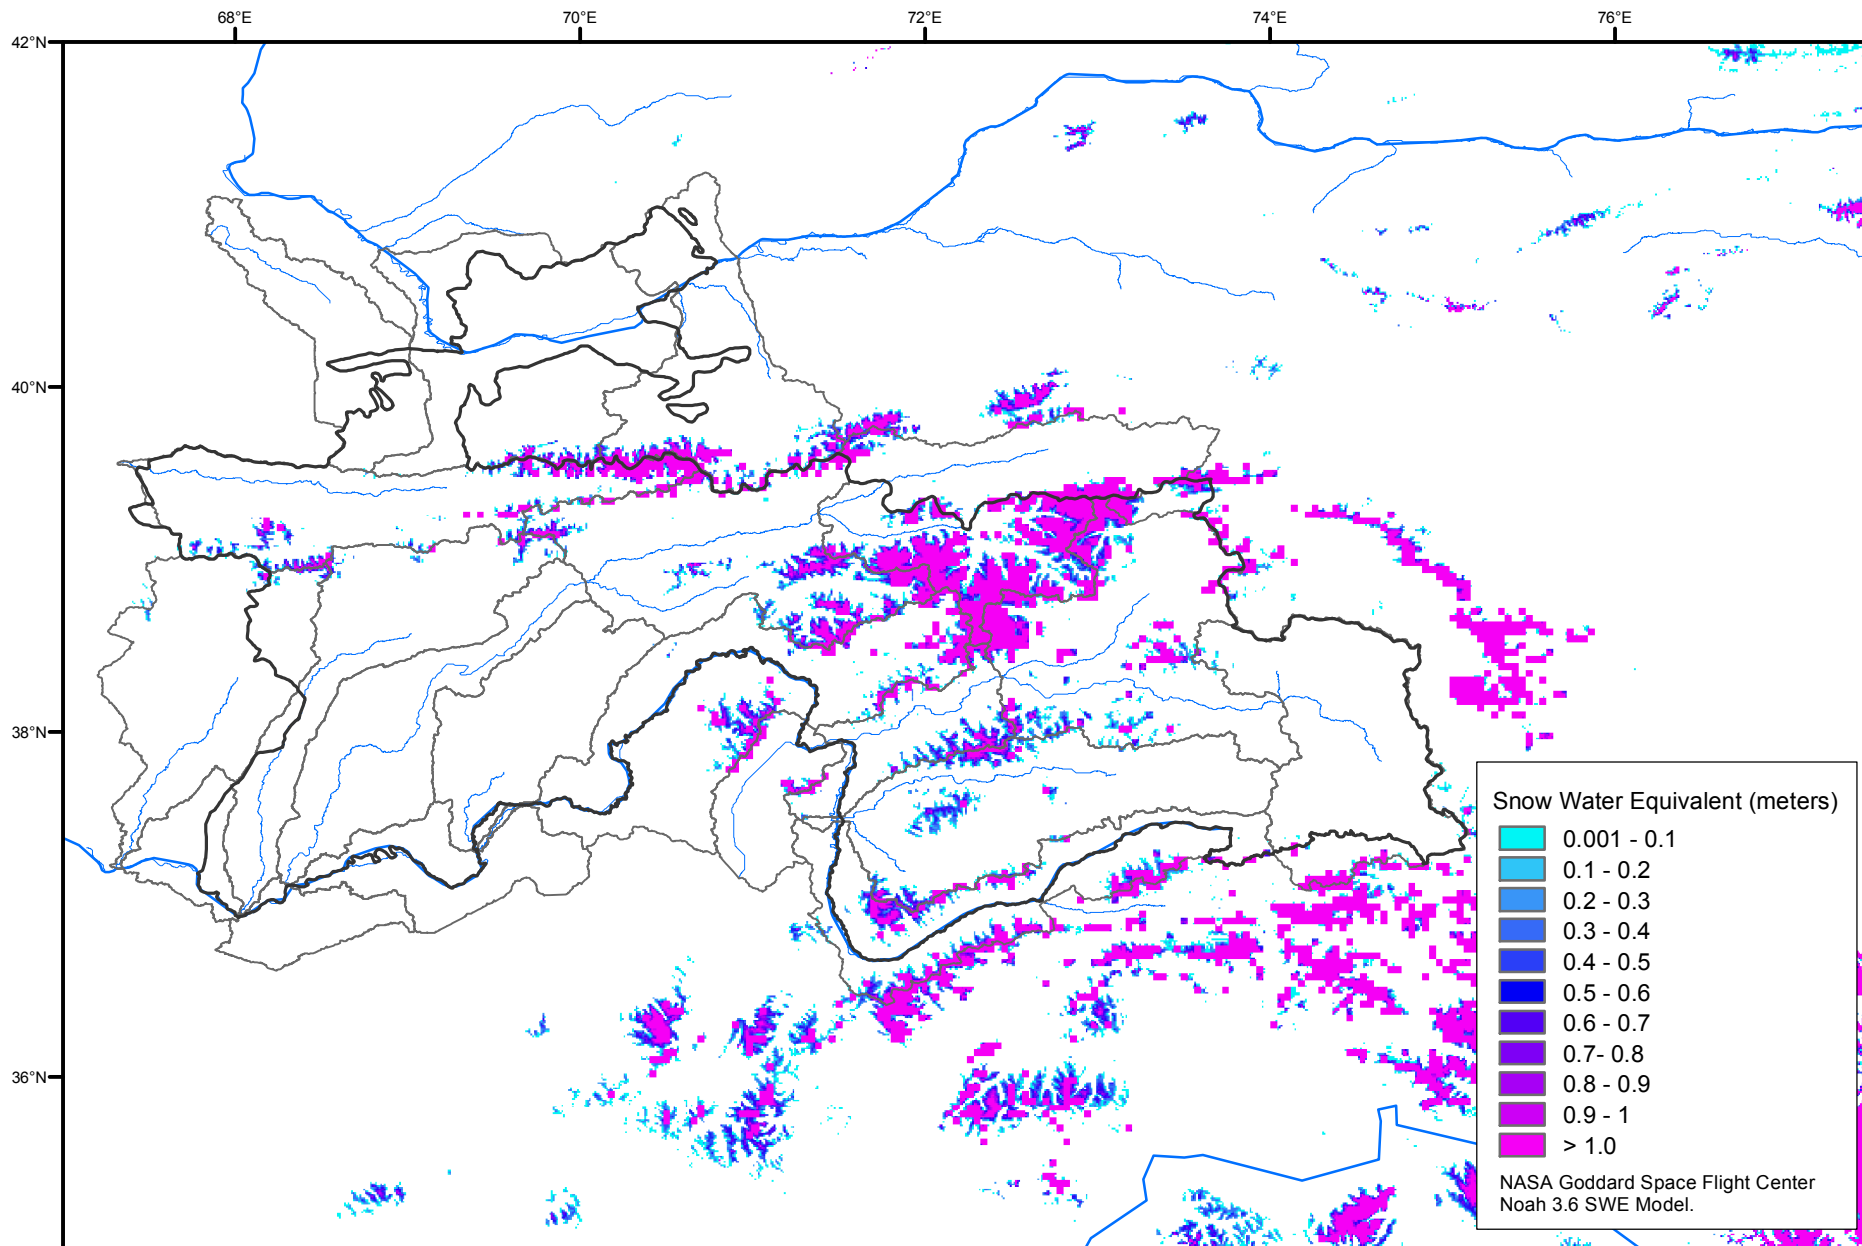 68°E
70°E
72°E
74°E
76°E
42°N
40°N
38°N
36°N
Snow Water Equivalent (meters)
0.001 - 0.1
0.1 - 0.2
0.2 - 0.3
0.3 - 0.4
0.4 - 0.5
0.5 - 0.6
0.6 - 0.7
0.7- 0.8
0.8 - 0.9
0.9 - 1
> 1.0
NASA Goddard Space Flight Center
Noah 3.6 SWE Model.